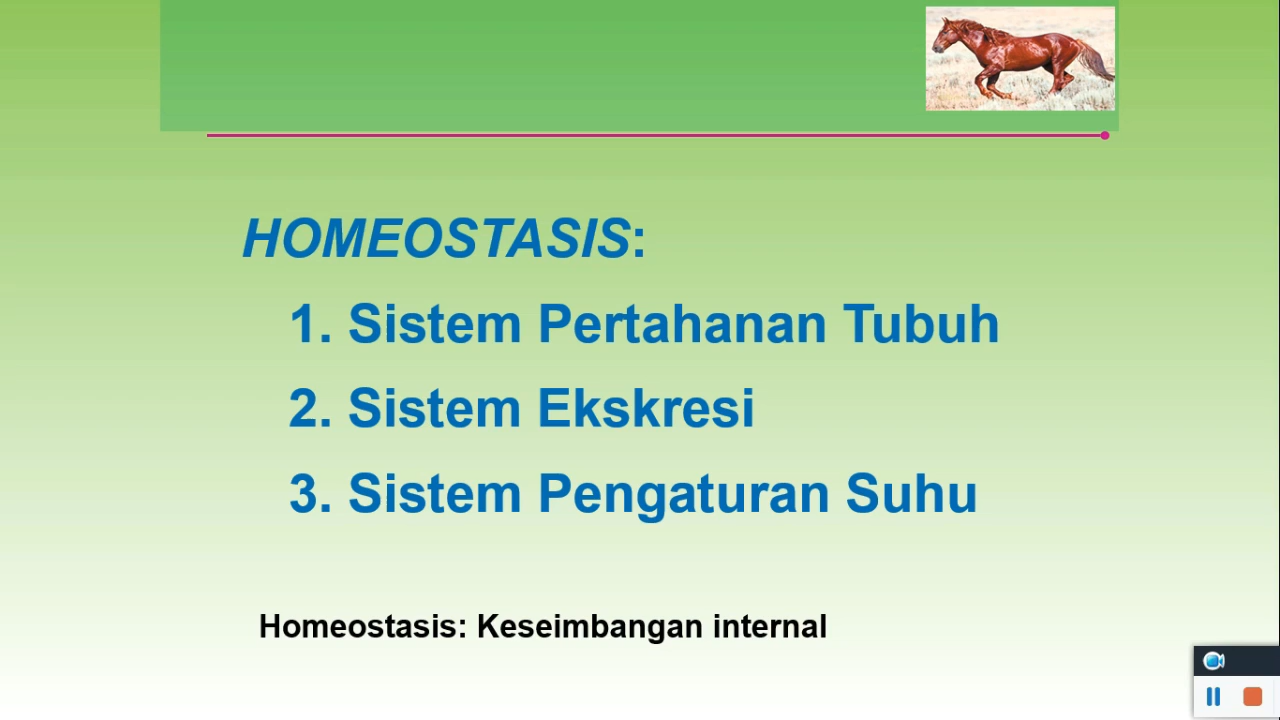 HOMEOSTASIS:
1. Sistem Pertahanan Tubuh
2. Sistem Ekskresi
3. Sistem Pengaturan Suhu
Homeostasis: Keseimbangan internal